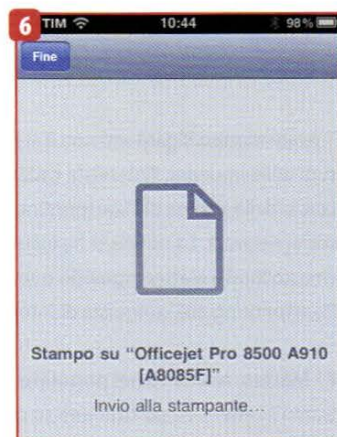 6
TIM 10:44 98%
Fine
Stampo su “Officejet Pro 8500 A910
[A8085F]”
Invio alla stampante...